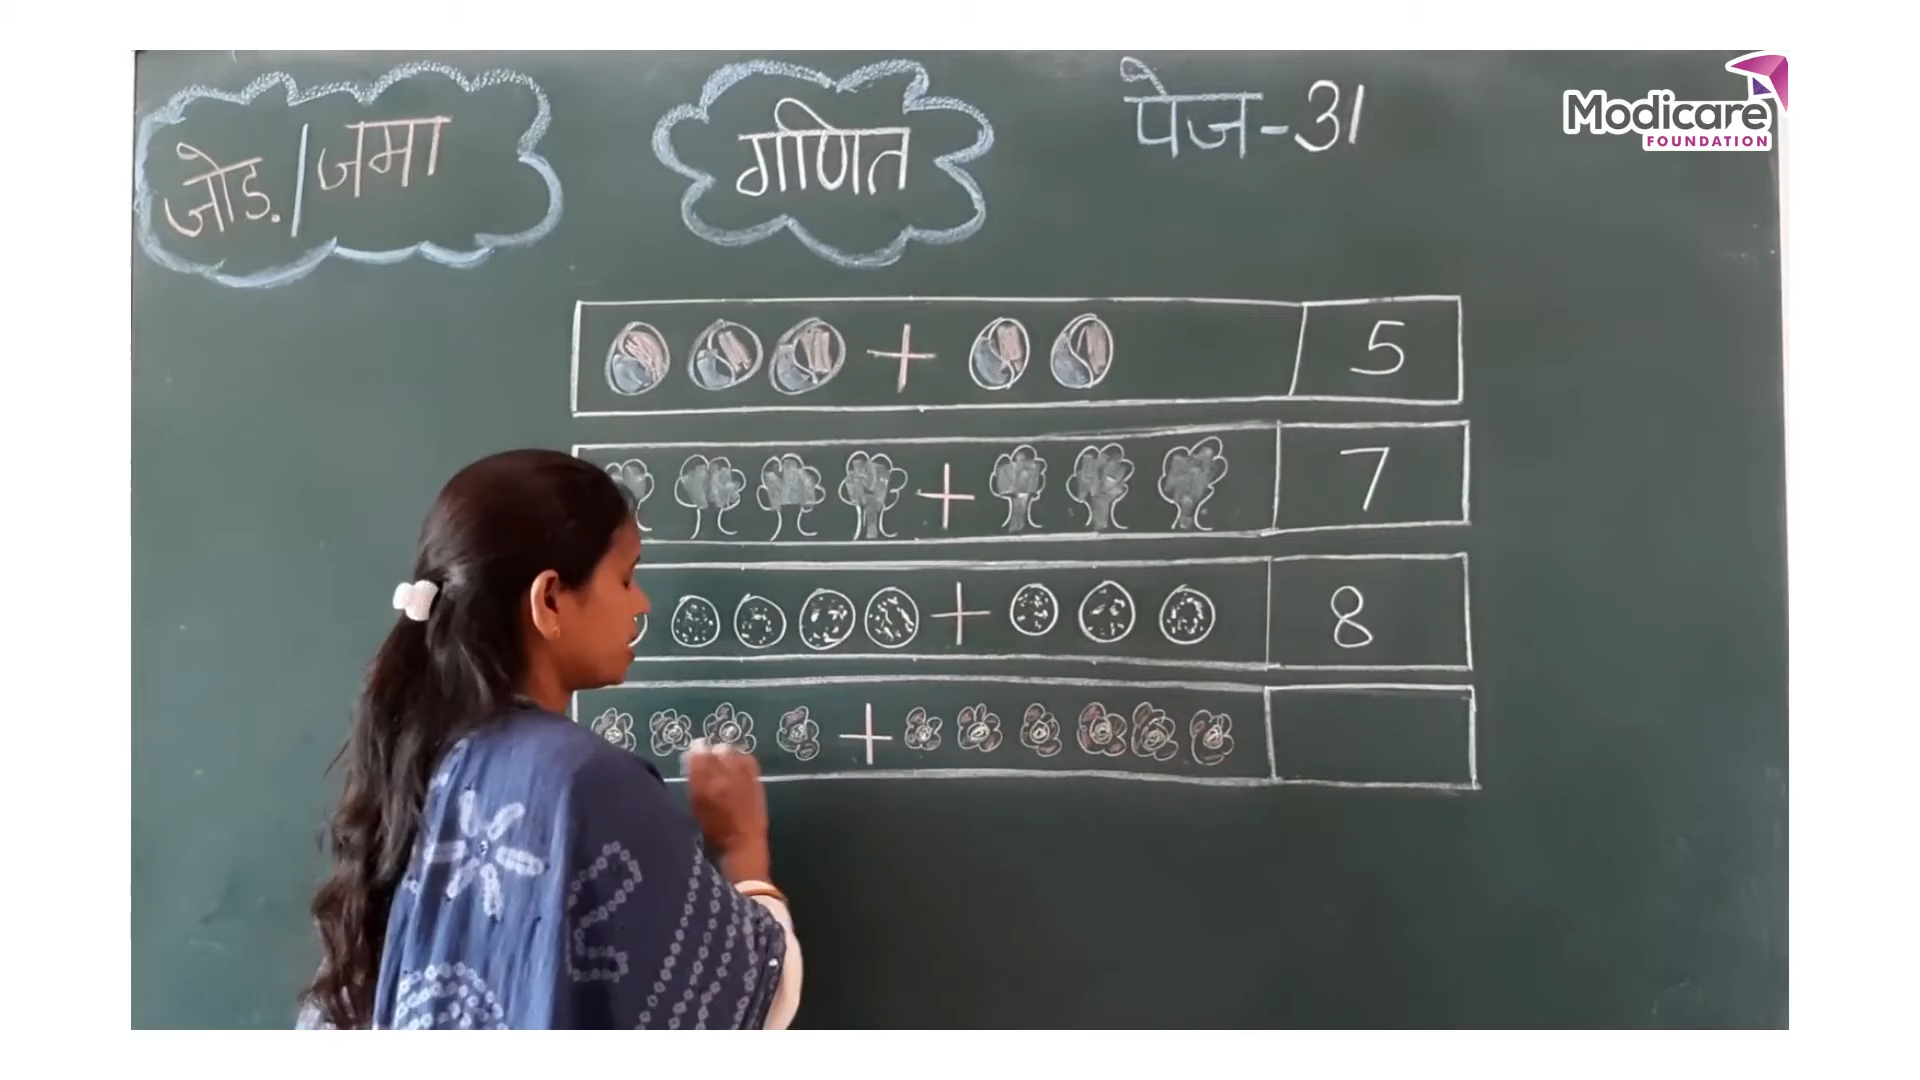 जोड़/जमा
गणित
पेज-31
Modicare
FOUNDATION
+ 5
+ 7
+ 8
+